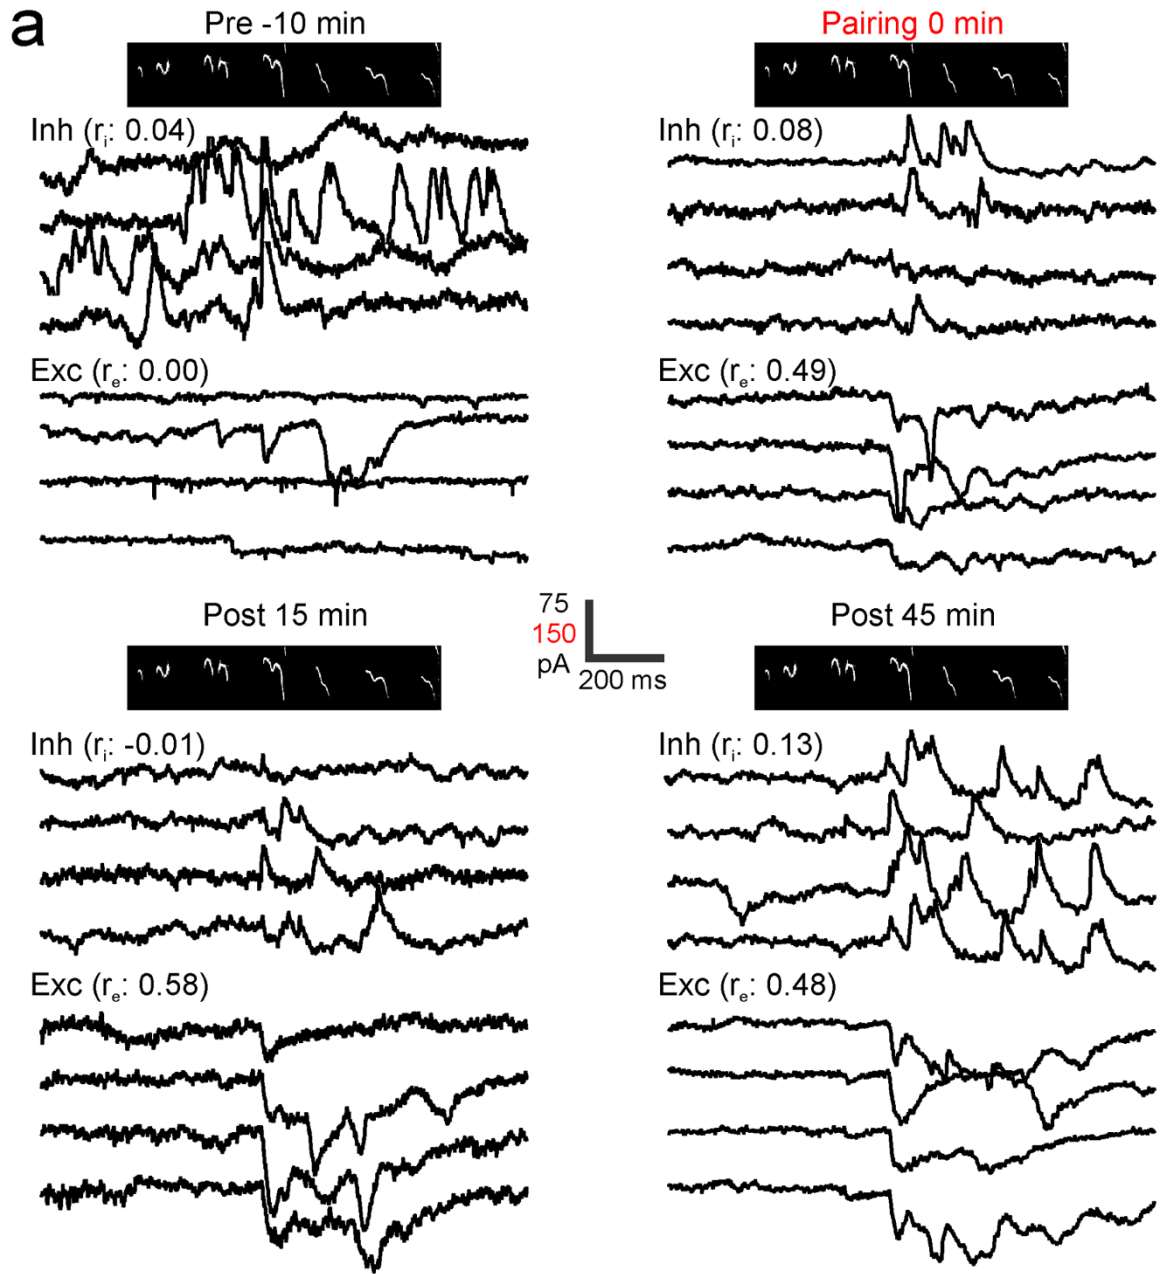 a
Pre -10 min
Pairing 0 min
Inh (ri: 0.04)
Inh (ri: 0.08)
Exc (re: 0.00)
Exc (re: 0.49)
Post 15 min
75
150
pA
200 ms
Post 45 min
Inh (ri: -0.01)
Inh (ri: 0.13)
Exc (re: 0.58)
Exc (re: 0.48)